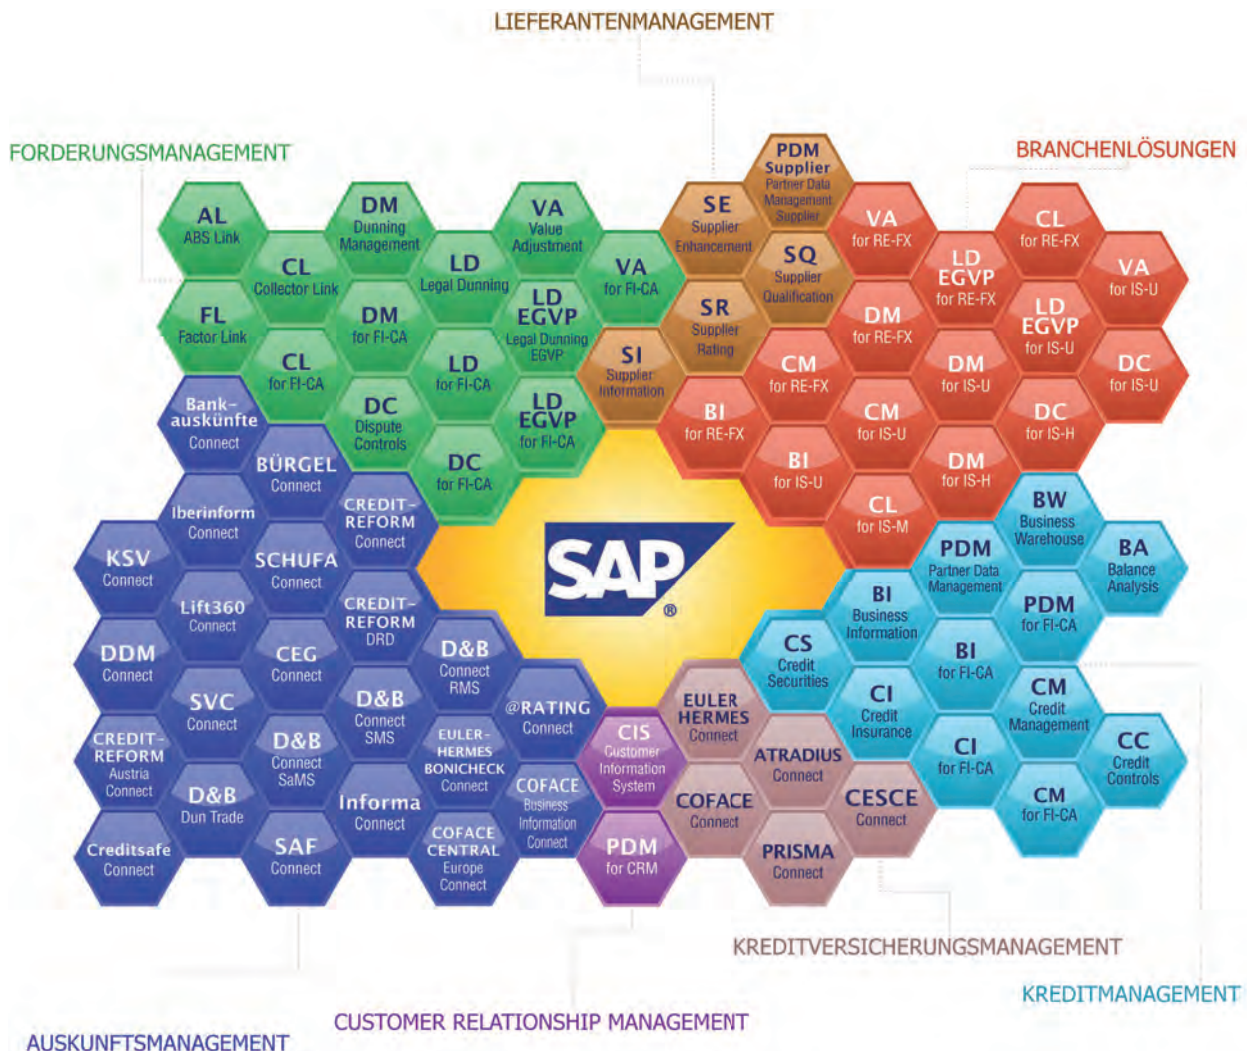 LIEFERANTENMANAGEMENT
FORDERUNGSMANAGEMENT
BRANCHENLÖSUNGEN
AL
ABS Link
DM
Dunning
Management
VA
Value
Adjustment
CL
Collector Link
LD
Legal Dunning
VA
for FI-CA
FL
Factor Link
DM
for FI-CA
LD
EGVP
Legal Dunning
EGVP
CL
for FI-CA
LD
for FI-CA
DC
Dispute
Controls
LD
EGVP
for FI-CA
DC
for FI-CA
PDM
Supplier
Partner Data
Management
Supplier
SE
Supplier
Enhancement
SQ
Supplier
Qualification
SR
Supplier
Rating
SI
Supplier
Information
VA
for RE-FX
CL
for RE-FX
LD
EGVP
for RE-FX
VA
for IS-U
DM
for RE-FX
LD
EGVP
for IS-U
CM
for RE-FX
DM
for IS-U
DC
for IS-U
BI
for RE-FX
CM
for IS-U
DC
for IS-H
BI
for IS-U
DM
for IS-H
CL
for IS-M
SAP
®
Bank-
auskünfte
Connect
BÜRGEL
Connect
Iberinform
Connect
CREDIT-
REFORM
Connect
KSV
Connect
SCHUFA
Connect
Lift360
Connect
CREDIT-
REFORM
DRD
DDM
Connect
CEG
Connect
D&B
Connect
RMS
SVC
Connect
D&B
Connect
SMS
@RATING
Connect
CREDIT-
REFORM
Austria
Connect
D&B
Connect
SaMS
EULER-
HERMES
BONICHECK
Connect
D&B
Dun Trade
Informa
Connect
COFACE
Business
Information
Connect
Creditsafe
Connect
SAF
Connect
COFACE
CENTRAL
Europe
Connect
CIS
Customer
Information
System
PDM
for CRM
EULER
HERMES
Connect
ATRADIUS
Connect
COFACE
Connect
CESCE
Connect
PRISMA
Connect
BW
Business
Warehouse
PDM
Partner Data
Management
BA
Balance
Analysis
BI
Business
Information
PDM
for FI-CA
CS
Credit
Securities
BI
for FI-CA
CI
Credit
Insurance
CM
Credit
Management
CI
for FI-CA
CC
Credit
Controls
CM
for FI-CA
KREDITVERSICHERUNGSMANAGEMENT
KREDITMANAGEMENT
CUSTOMER RELATIONSHIP MANAGEMENT
AUSKUNFTSMANAGEMENT